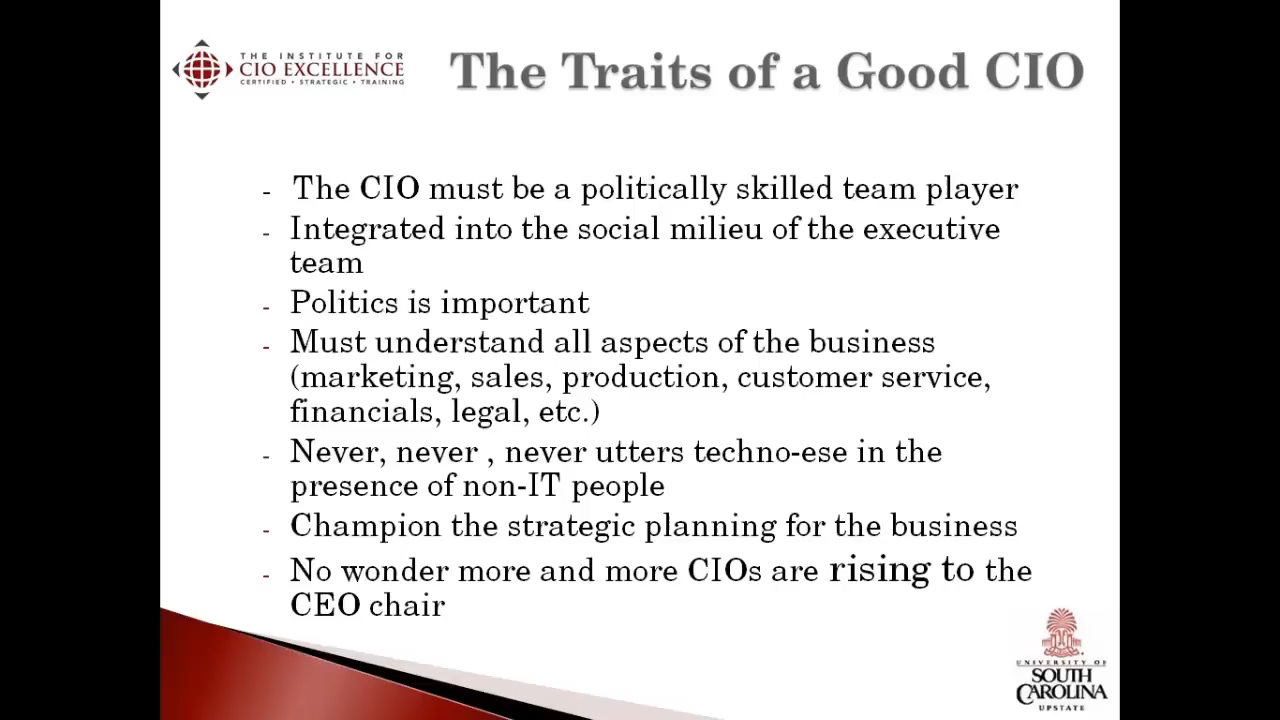 THE INSTITUTE FOR
CIO EXCELLENCE
CERTIFIED • STRATEGIC • TRAINING
The Traits of a Good CIO
- The CIO must be a politically skilled team player
- Integrated into the social milieu of the executive
team
- Politics is important
- Must understand all aspects of the business
(marketing, sales, production, customer service,
financials, legal, etc.)
- Never, never , never utters techno-ese in the
presence of non-IT people
- Champion the strategic planning for the business
- No wonder more and more CIOs are rising to the
CEO chair
UNIVERSITY OF
SOUTH
CAROLINA
UPSTATE